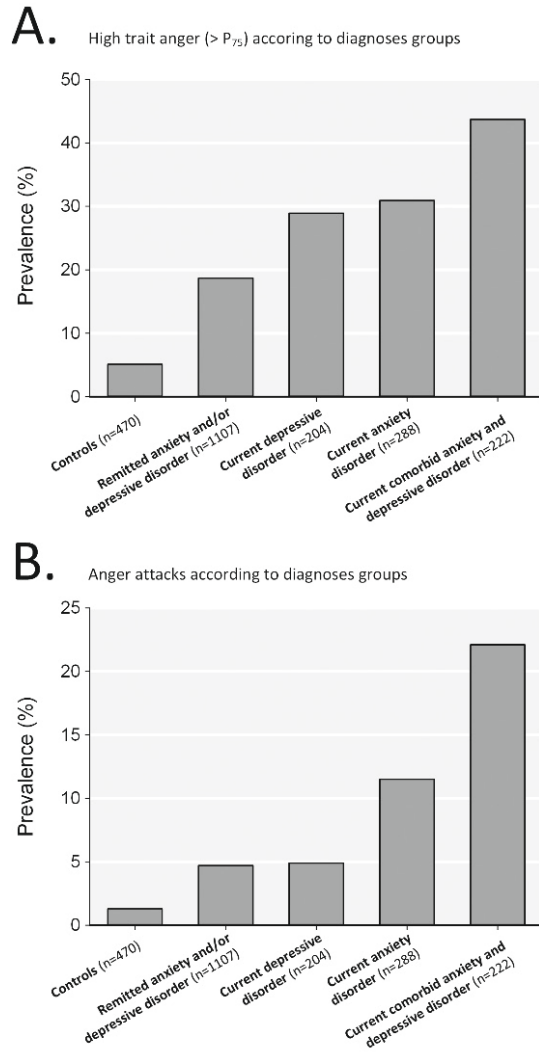 A.
High trait anger (> P75) accoring to diagnoses groups
50
40
30
20
10
0
Prevalence (%)
Controls (n=470)
Remitted anxiety and/or
depressive disorder (n=1107)
Current depressive
disorder (n=204)
Current anxiety
disorder (n=288)
Current comorbid anxiety and
depressive disorder (n=222)
B.
Anger attacks according to diagnoses groups
25
20
15
10
5
0
Prevalence (%)
Controls (n=470)
Remitted anxiety and/or
depressive disorder (n=1107)
Current depressive
disorder (n=204)
Current anxiety
disorder (n=288)
Current comorbid anxiety and
depressive disorder (n=222)